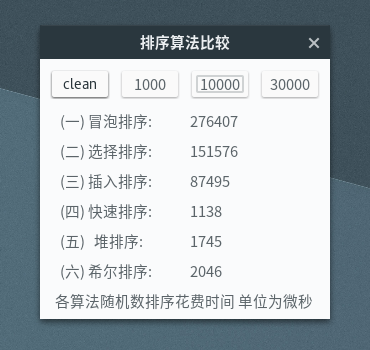 排序算法比较
clean 1000 10000 30000
(一) 冒泡排序: 276407
(二) 选择排序: 151576
(三) 插入排序: 87495
(四) 快速排序: 1138
(五) 堆排序: 1745
(六) 希尔排序: 2046
各算法随机数排序花费时间 单位为微秒